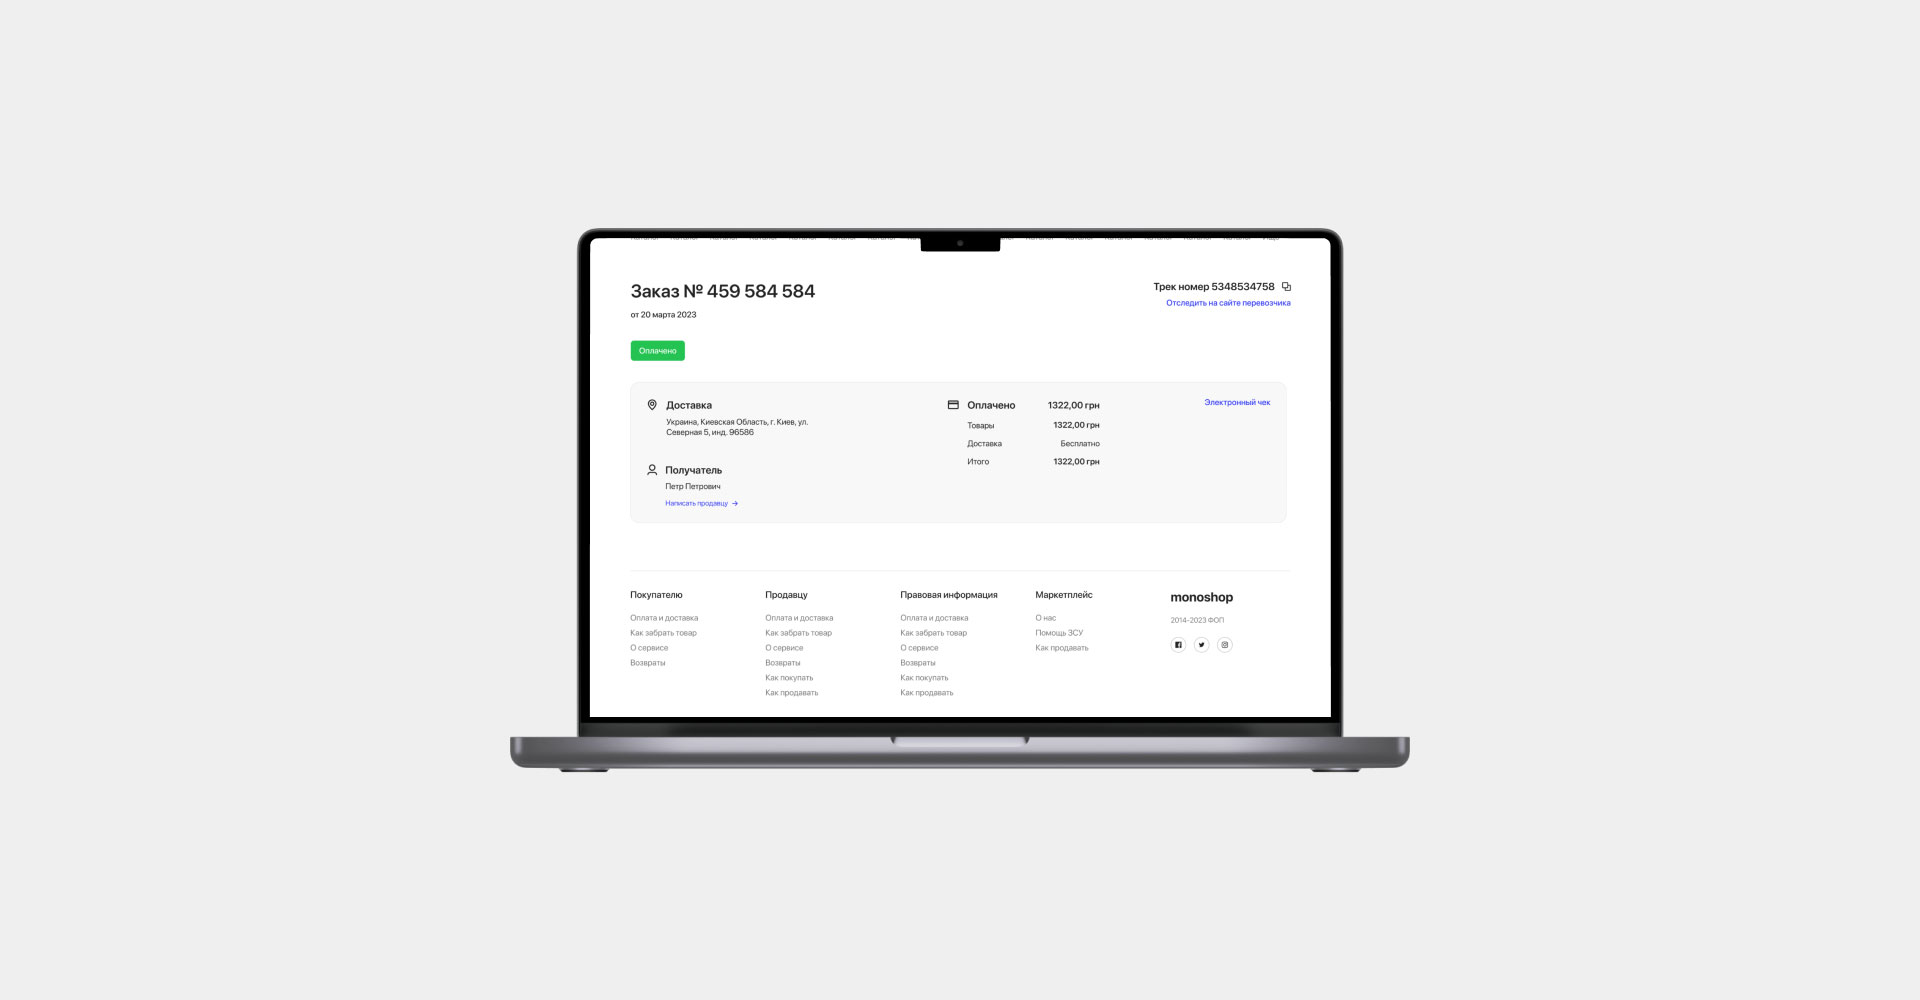 Заказ № 459 584 584
от 20 марта 2023
Оплачено
Трек номер 5348534758
Отследить на сайте перевозчика
Доставка
Украина, Киевская Область, г. Киев, ул.
Северная 5, инд. 96586
Получатель
Петр Петрович
Написать продавцу →
Оплачено 1322,00 грн
Товары 1322,00 грн
Доставка Бесплатно
Итого 1322,00 грн
Электронный чек
Покупателю
Оплата и доставка
Как забрать товар
О сервисе
Возвраты
Продавцу
Оплата и доставка
Как забрать товар
О сервисе
Возвраты
Как покупать
Как продавать
Правовая информация
Оплата и доставка
Как забрать товар
О сервисе
Возвраты
Как покупать
Как продавать
Маркетплейс
О нас
Помощь ЗСУ
Как продавать
monoshop
2014-2023 ФОП